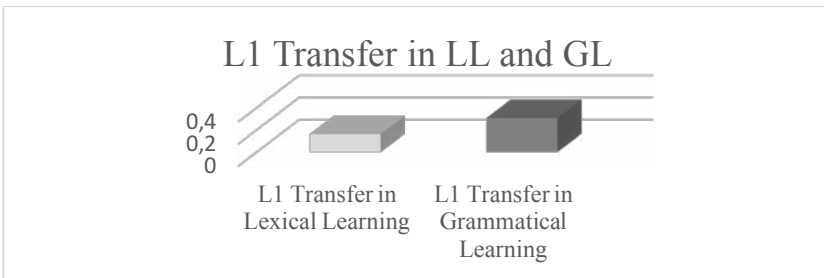 L1 Transfer in LL and GL
0,4
0,2
0
L1 Transfer in
Lexical Learning
L1 Transfer in
Grammatical
Learning